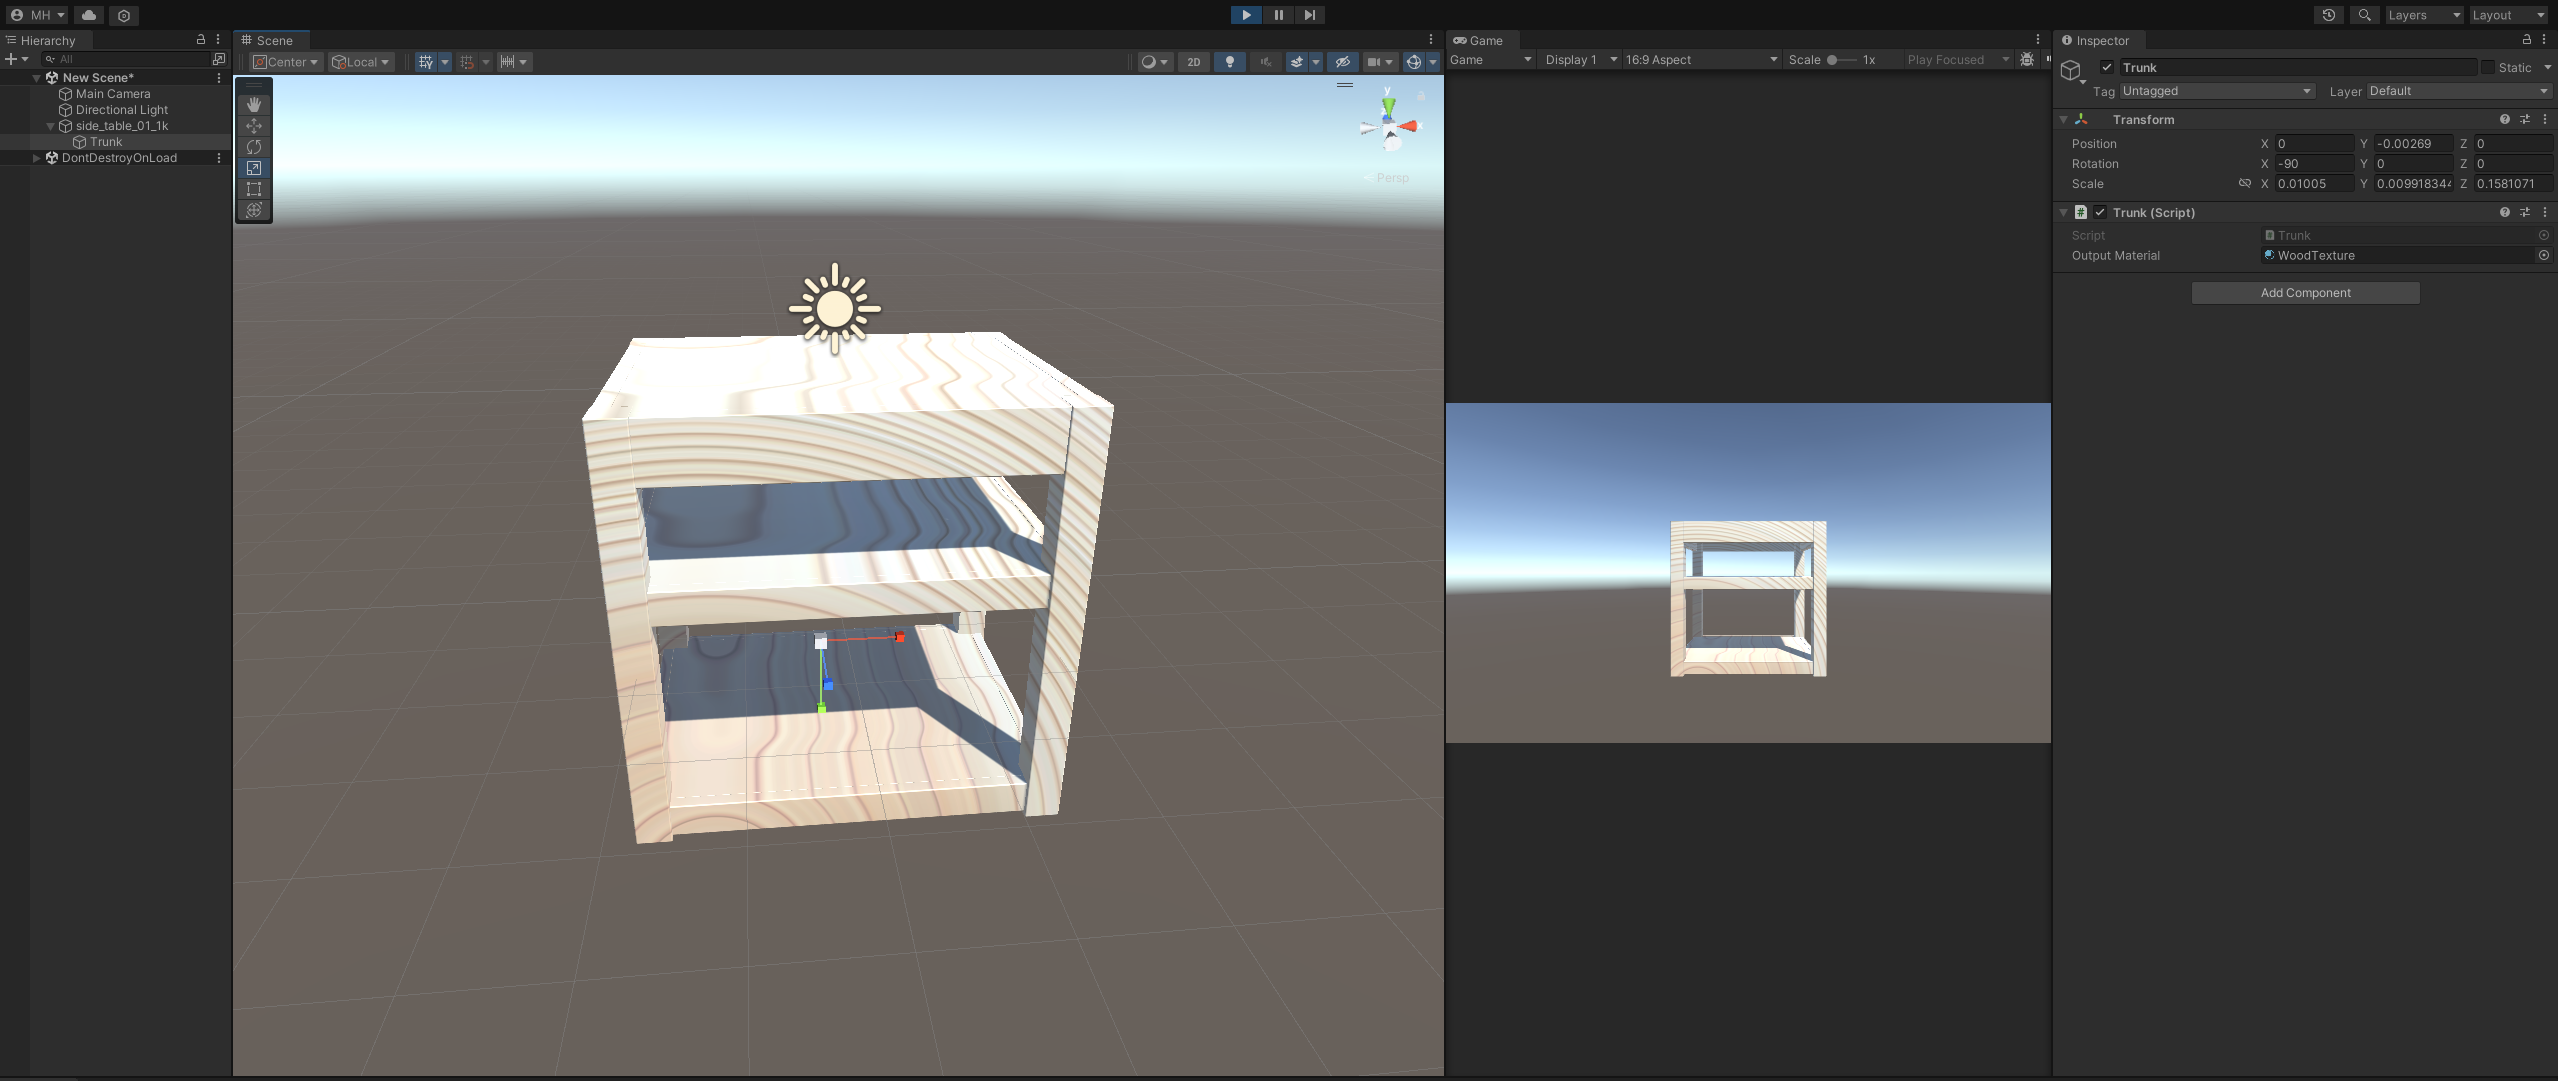 MH
Layers
Layout
Hierarchy
All
New Scene*
Main Camera
Directional Light
side_table_01_1k
Trunk
DontDestroyOnLoad
Scene
Center
Local
2D
y
x
Persp
Game
Game
Display 1
16:9 Aspect
Scale
1x
Play Focused
Inspector
Trunk
Static
Tag
Untagged
Layer
Default
Transform
Position
X 0
Y -0.00269
Z 0
Rotation
X -90
Y 0
Z 0
Scale
X 0.01005
Y 0.00991834
Z 0.1581071
# Trunk (Script)
Script
Trunk
Output Material
WoodTexture
Add Component